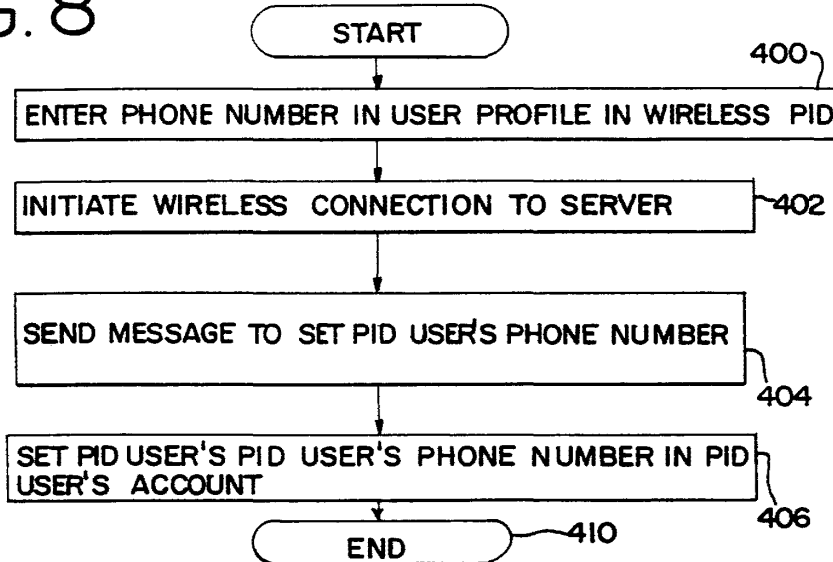 G. 8
START
400
ENTER PHONE NUMBER IN USER PROFILE IN WIRELESS PID
INITIATE WIRELESS CONNECTION TO SERVER
402
SEND MESSAGE TO SET PID USER'S PHONE NUMBER
404
SET PID USER'S PID USER'S PHONE NUMBER IN PID
USER'S ACCOUNT
406
END
410